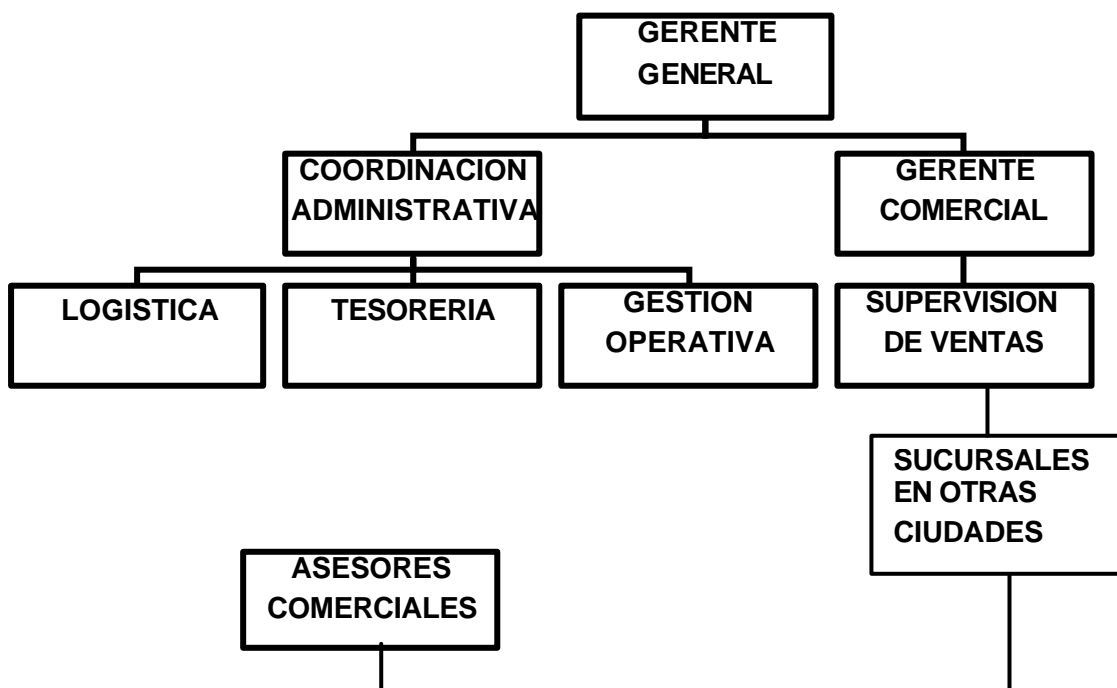 GERENTE
GENERAL
COORDINACION
ADMINISTRATIVA
GERENTE
COMERCIAL
LOGISTICA
TESORERIA
GESTION
OPERATIVA
SUPERVISION
DE VENTAS
SUCURSALES
EN OTRAS
CIUDADES
ASESORES
COMERCIALES